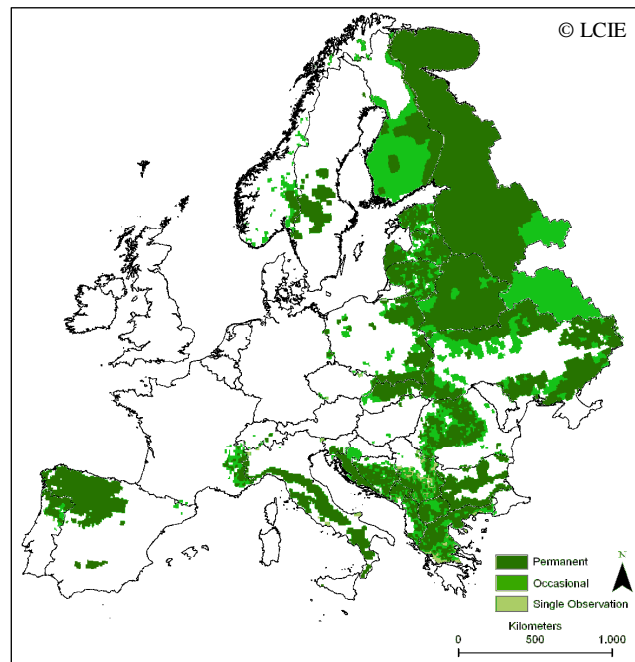 © LCIE
Permanent
Occasional
Single Observation
N
Kilometers
0 500 1.000